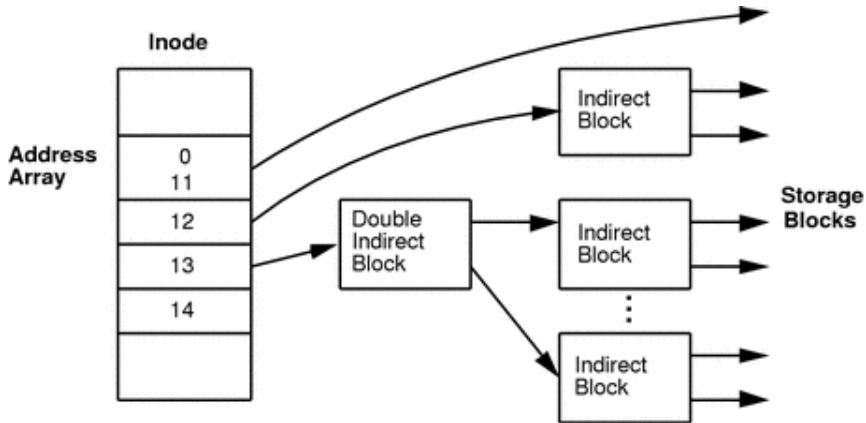 Inode
Address
Array
0
11
12
13
14
Double
Indirect
Block
Indirect
Block
Indirect
Block
Indirect
Block
Storage
Blocks